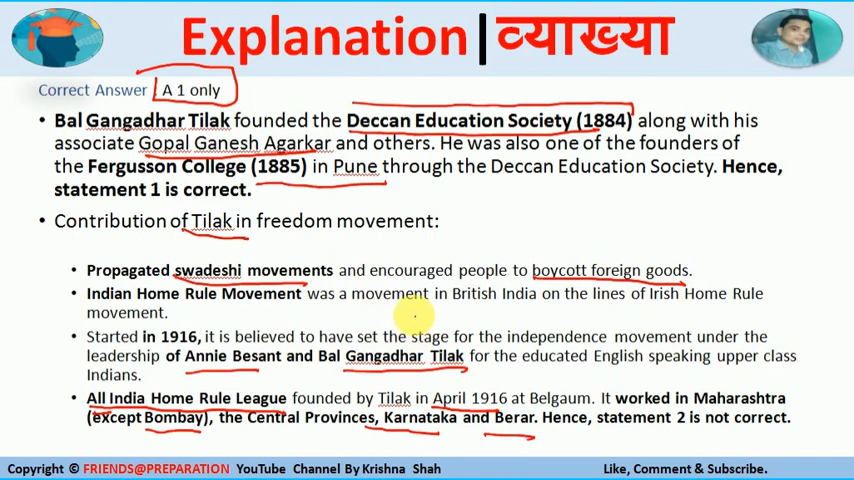 Explanation|व्याख्या
Correct Answer A 1 only
• Bal Gangadhar Tilak founded the Deccan Education Society (1884) along with his
associate Gopal Ganesh Agarkar and others. He was also one of the founders of
the Fergusson College (1885) in Pune through the Deccan Education Society. Hence,
statement 1 is correct.
• Contribution of Tilak in freedom movement:
• Propagated swadeshi movements and encouraged people to boycott foreign goods.
• Indian Home Rule Movement was a movement in British India on the lines of Irish Home Rule
movement.
• Started in 1916, it is believed to have set the stage for the independence movement under the
leadership of Annie Besant and Bal Gangadhar Tilak for the educated English speaking upper class
Indians.
• All India Home Rule League founded by Tilak in April 1916 at Belgaum. It worked in Maharashtra
(except Bombay), the Central Provinces, Karnataka and Berar. Hence, statement 2 is not correct.
Copyright © FRIENDS@PREPARATION YouTube Channel By Krishna Shah Like, Comment & Subscribe.